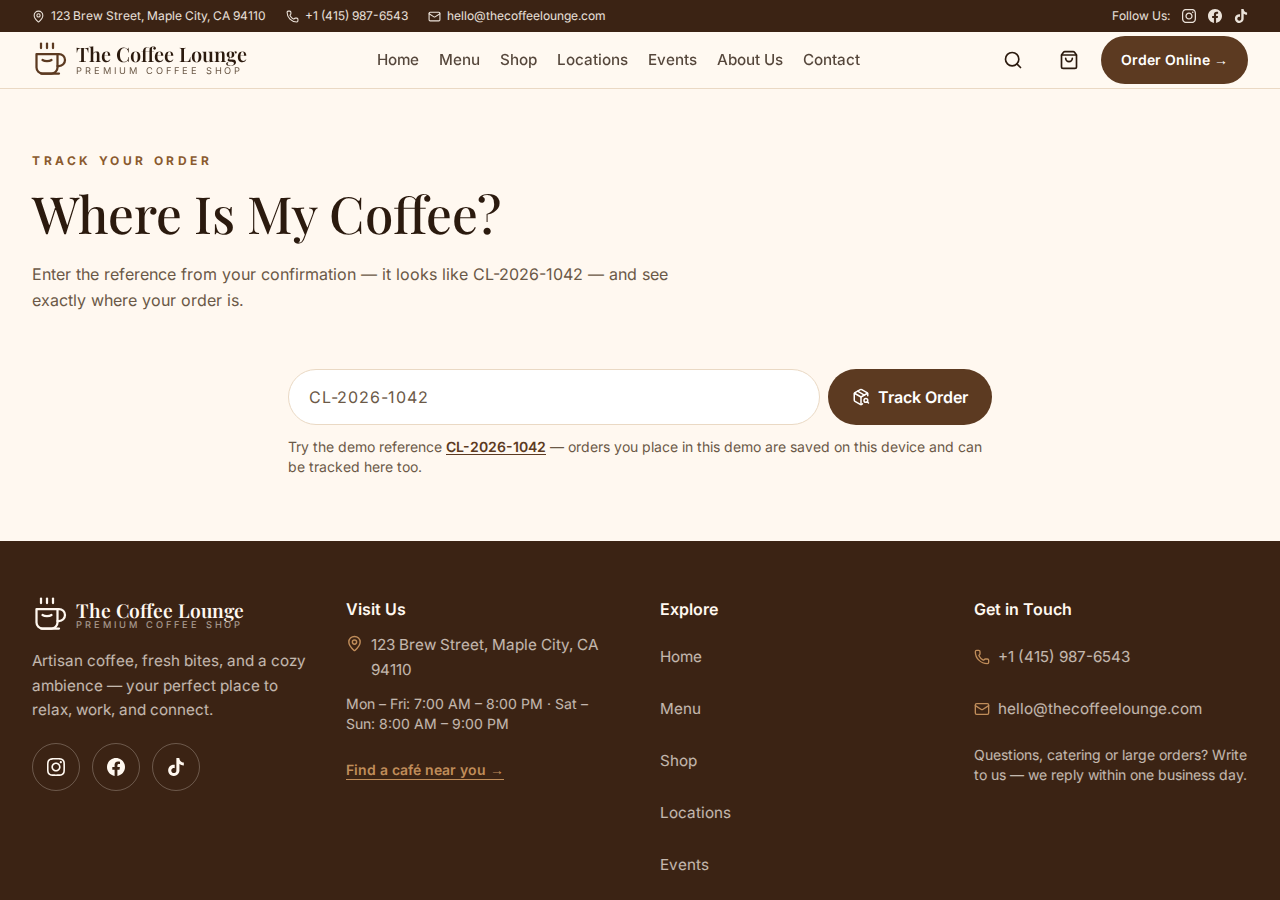 123 Brew Street, Maple City, CA 94110
+1 (415) 987-6543
hello@thecoffeelounge.com
Follow Us:
The Coffee Lounge
PREMIUM COFFEE SHOP
Home
Menu
Shop
Locations
Events
About Us
Contact
Order Online →
TRACK YOUR ORDER
Where Is My Coffee?
Enter the reference from your confirmation — it looks like CL-2026-1042 — and see
exactly where your order is.
CL-2026-1042
Track Order
Try the demo reference CL-2026-1042 — orders you place in this demo are saved on this device and can
be tracked here too.
The Coffee Lounge
PREMIUM COFFEE SHOP
Artisan coffee, fresh bites, and a cozy
ambience — your perfect place to
relax, work, and connect.
Visit Us
123 Brew Street, Maple City, CA
94110
Mon – Fri: 7:00 AM – 8:00 PM · Sat –
Sun: 8:00 AM – 9:00 PM
Find a café near you →
Explore
Home
Menu
Shop
Locations
Events
Get in Touch
+1 (415) 987-6543
hello@thecoffeelounge.com
Questions, catering or large orders? Write
to us — we reply within one business day.